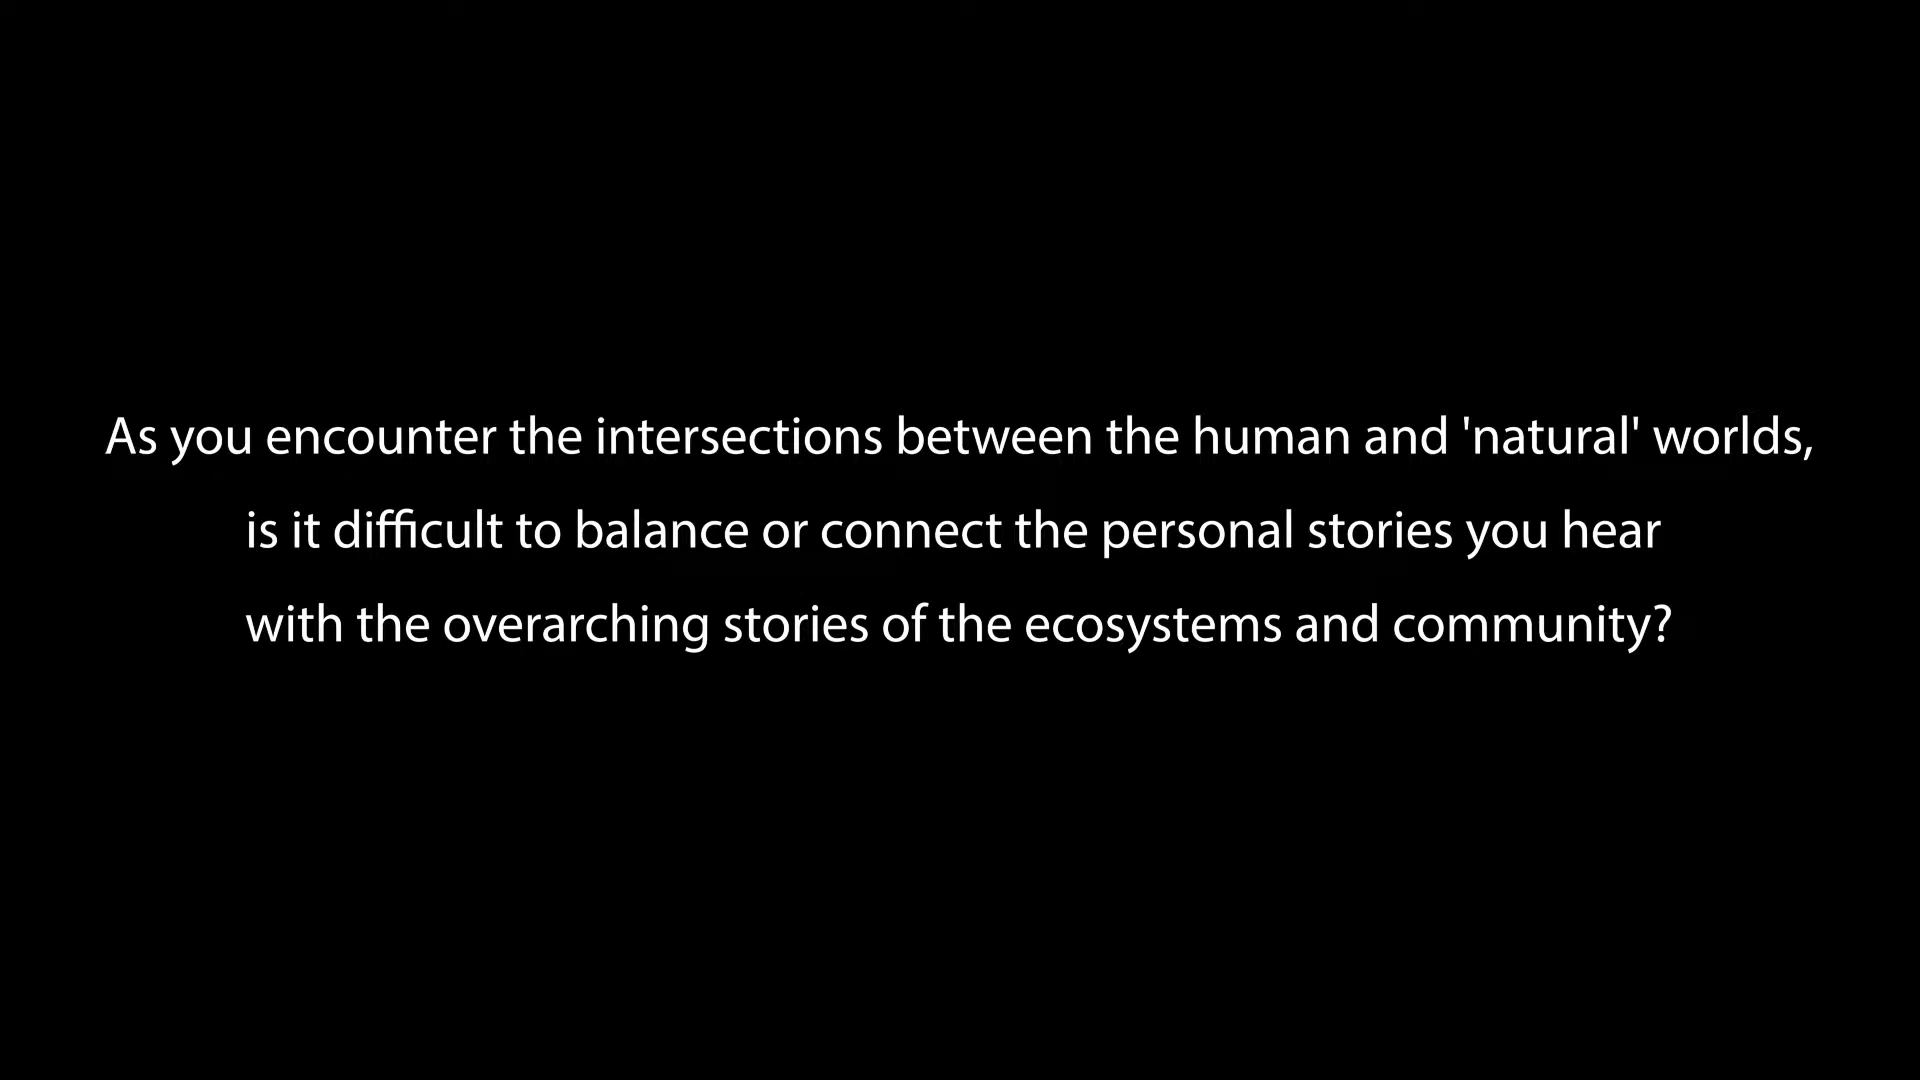 As you encounter the intersections between the human and 'natural' worlds,
is it difficult to balance or connect the personal stories you hear
with the overarching stories of the ecosystems and community?